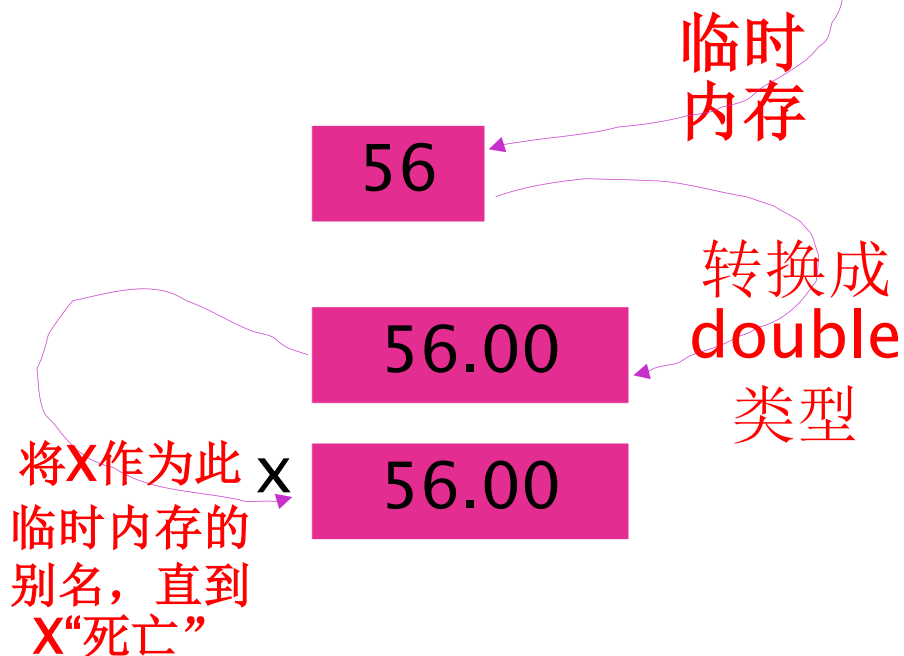 临时
内存
56
转换成
double
类型
56.00
x
56.00
将X作为此
临时内存的
别名，直到
X“死亡”